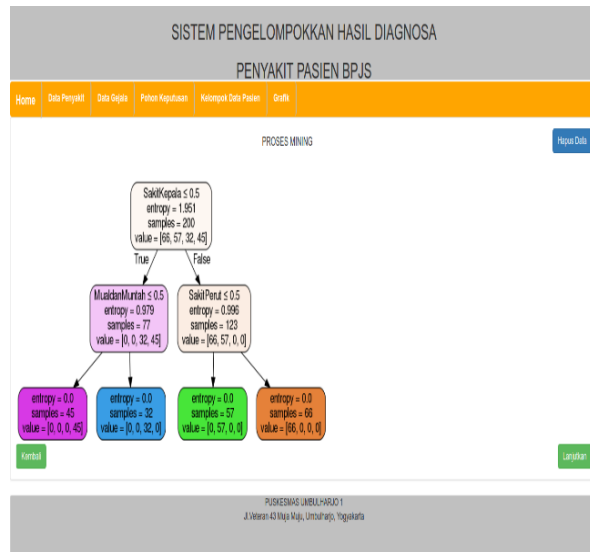 SISTEM PENGELOMPOKKAN HASIL DIAGNOSA
PENYAKIT PASIEN BPJS
Home Data Penyakit Data Gejala Pohon Keputusan Kelompok Data Pasien Grafik
PROSES MINING
Hapus Data
SakitKepala ≤ 0.5
entropy = 1.951
samples = 200
value = [66, 57, 32, 45]
True False
MualdanMuntah ≤ 0.5
entropy = 0.979
samples = 77
value = [0, 0, 32, 45]
SakitPerut ≤ 0.5
entropy = 0.996
samples = 123
value = [66, 57, 0, 0]
entropy = 0.0
samples = 45
value = [0, 0, 0, 45]
entropy = 0.0
samples = 32
value = [0, 0, 32, 0]
entropy = 0.0
samples = 57
value = [0, 57, 0, 0]
entropy = 0.0
samples = 66
value = [66, 0, 0, 0]
Kembali
Lanjutkan
PUSKESMAS UMBULHARJO 1
Jl.Veteran 43 Muja Muju, Umbulharjo, Yogyakarta